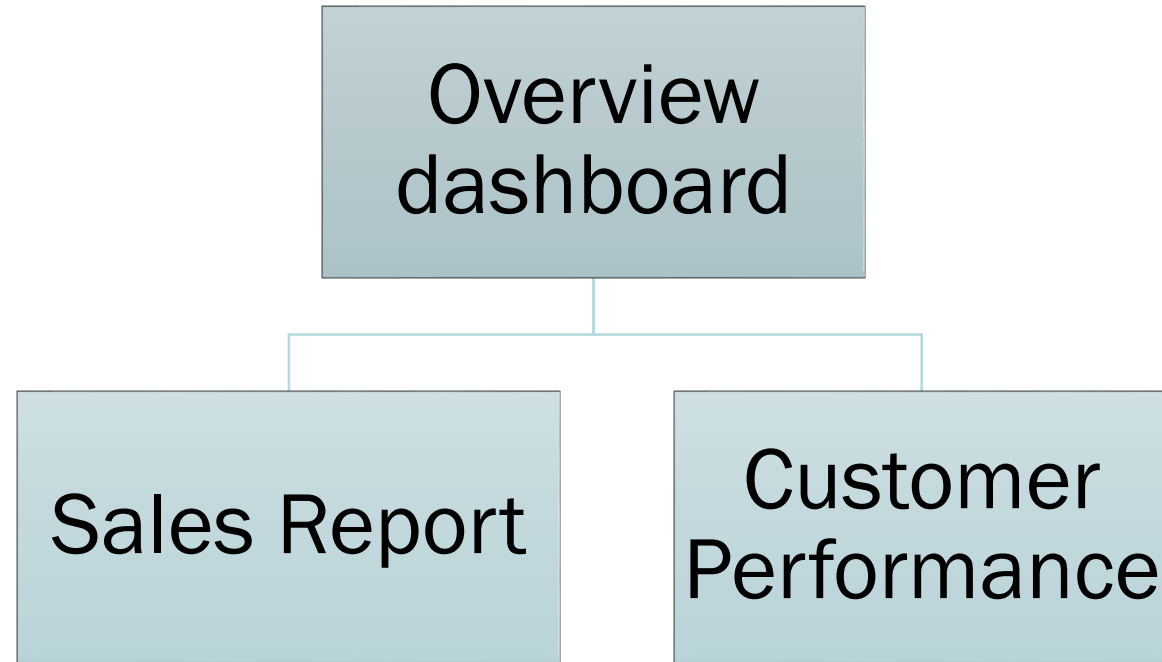 Overview
dashboard
Sales Report
Customer
Performance